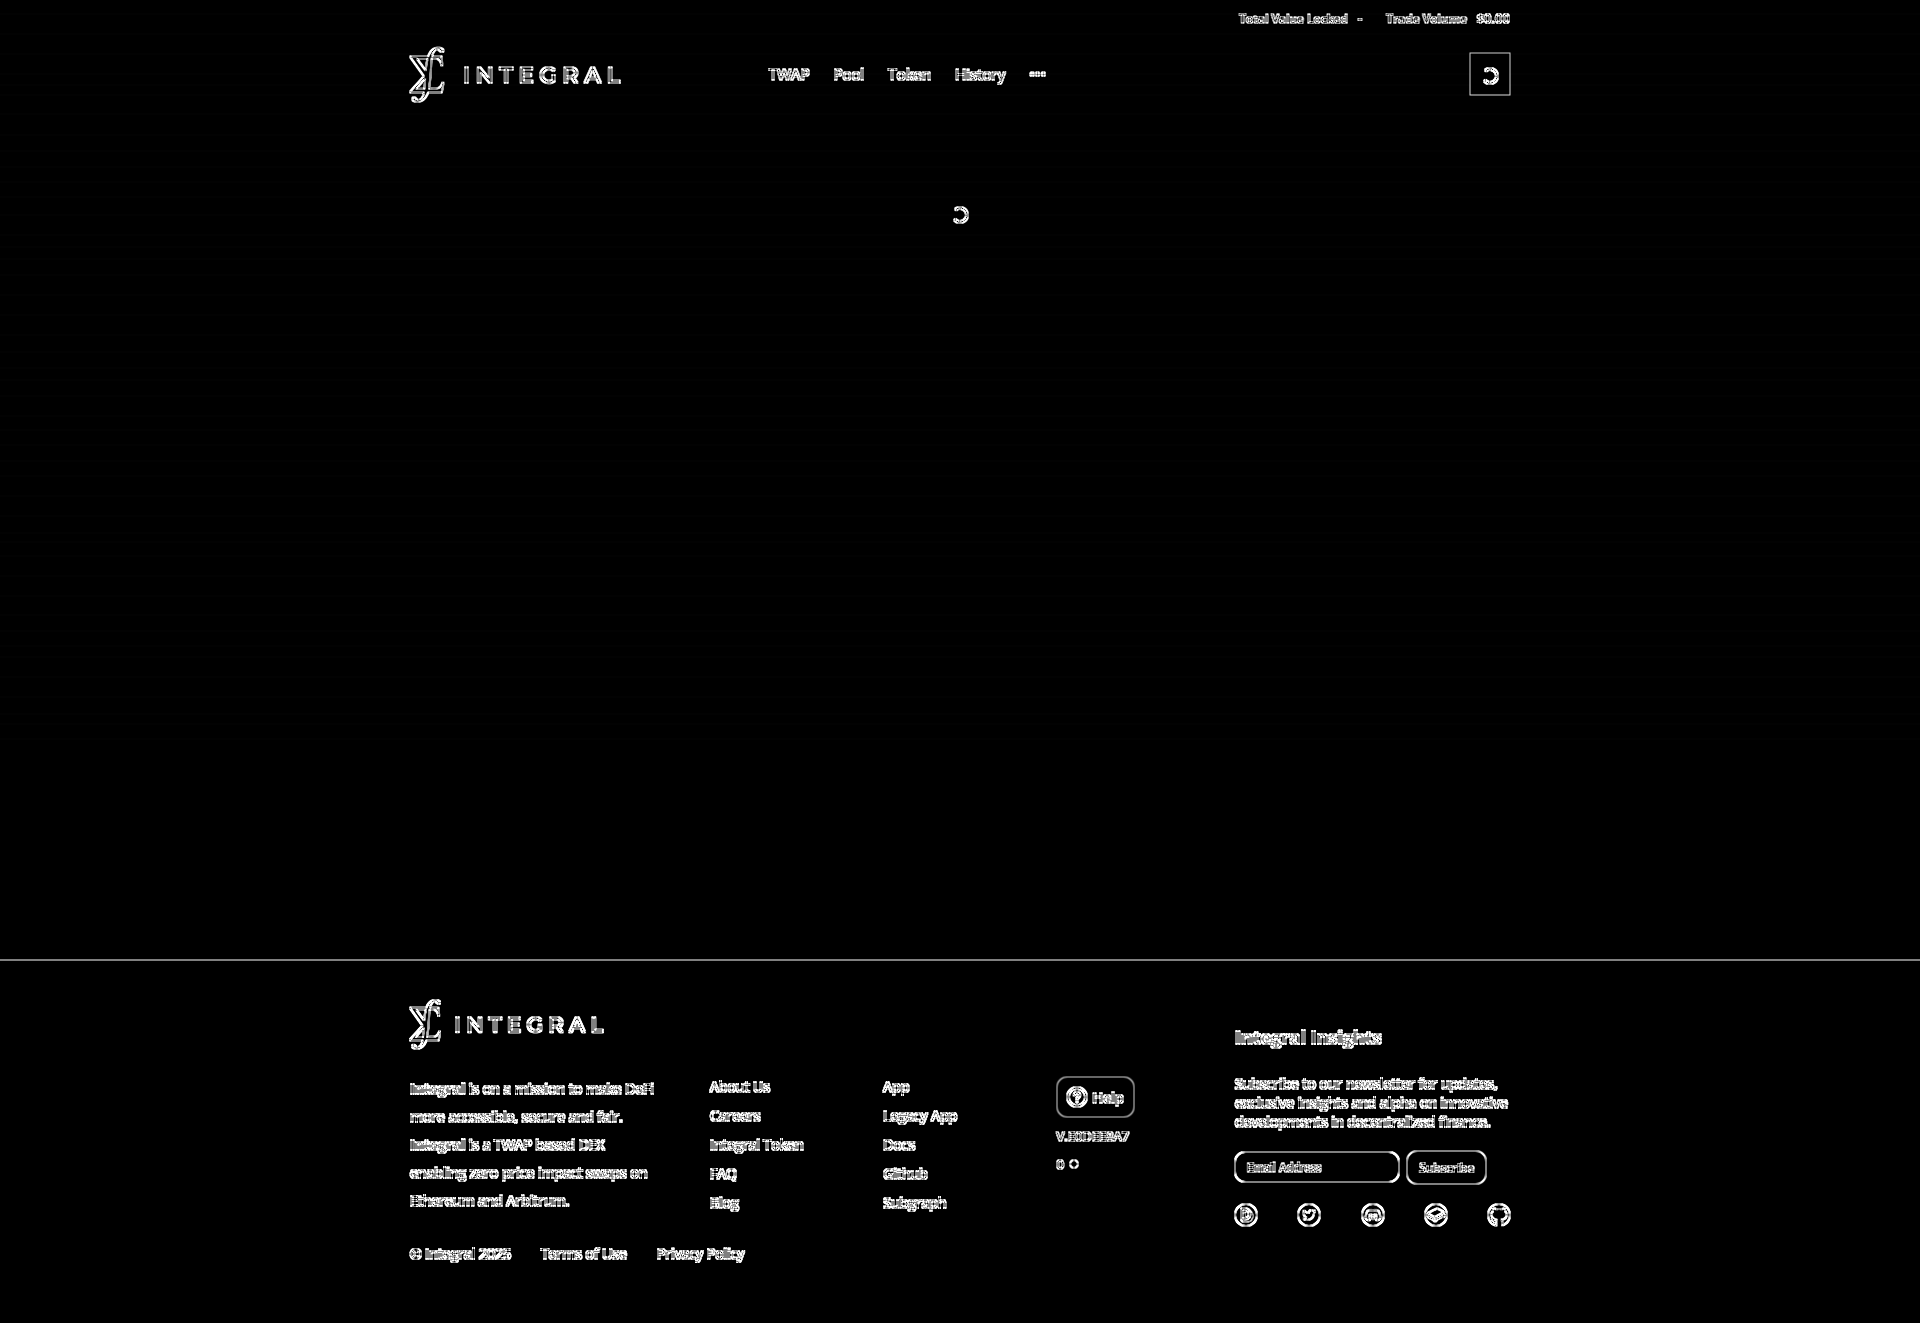 Total Value Locked - Trade Volume $0.00
INTEGRAL
TWAP Pool Token History
INTEGRAL
Integral is on a mission to make DeFi
more accessible, secure and fair.
Integral is a TWAP based DEX
enabling zero price impact swaps on
Ethereum and Arbitrum.
About Us
Careers
Integral Token
FAQ
Blog
App
Legacy App
Docs
Github
Subgraph
Help
0
Integral Insights
Subscribe to our newsletter for updates,
exclusive insights and alpha on innovative
developments in decentralized finance.
Email Address
Subscribe
© Integral 2025 Terms of Use Privacy Policy